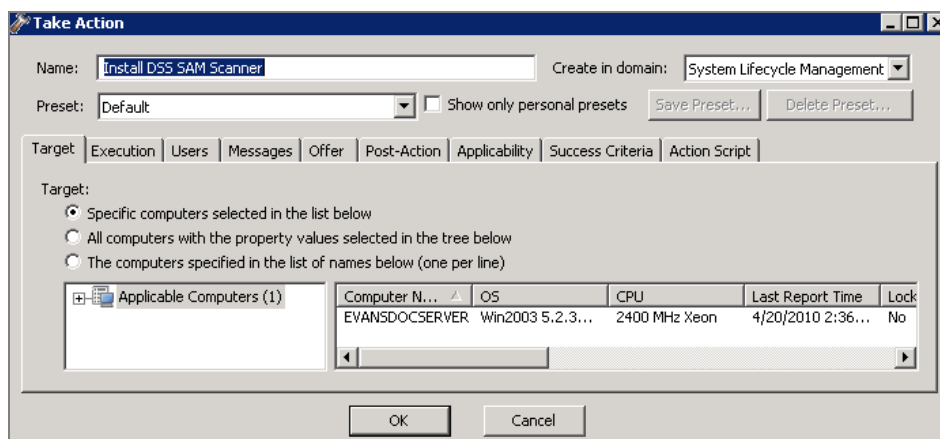 Take Action
Name: Install DSS SAM Scanner Create in domain: System Lifecycle Management
Preset: Default Show only personal presets Save Preset... Delete Preset...
Target Execution Users Messages Offer Post-Action Applicability Success Criteria Action Script
Target:
Specific computers selected in the list below
All computers with the property values selected in the tree below
The computers specified in the list of names below (one per line)
Applicable Computers (1) Computer N... OS CPU Last Report Time Lock
EVANSDOCSERVER Win2003 5.2.3... 2400 MHz Xeon 4/20/2010 2:36... No
OK Cancel